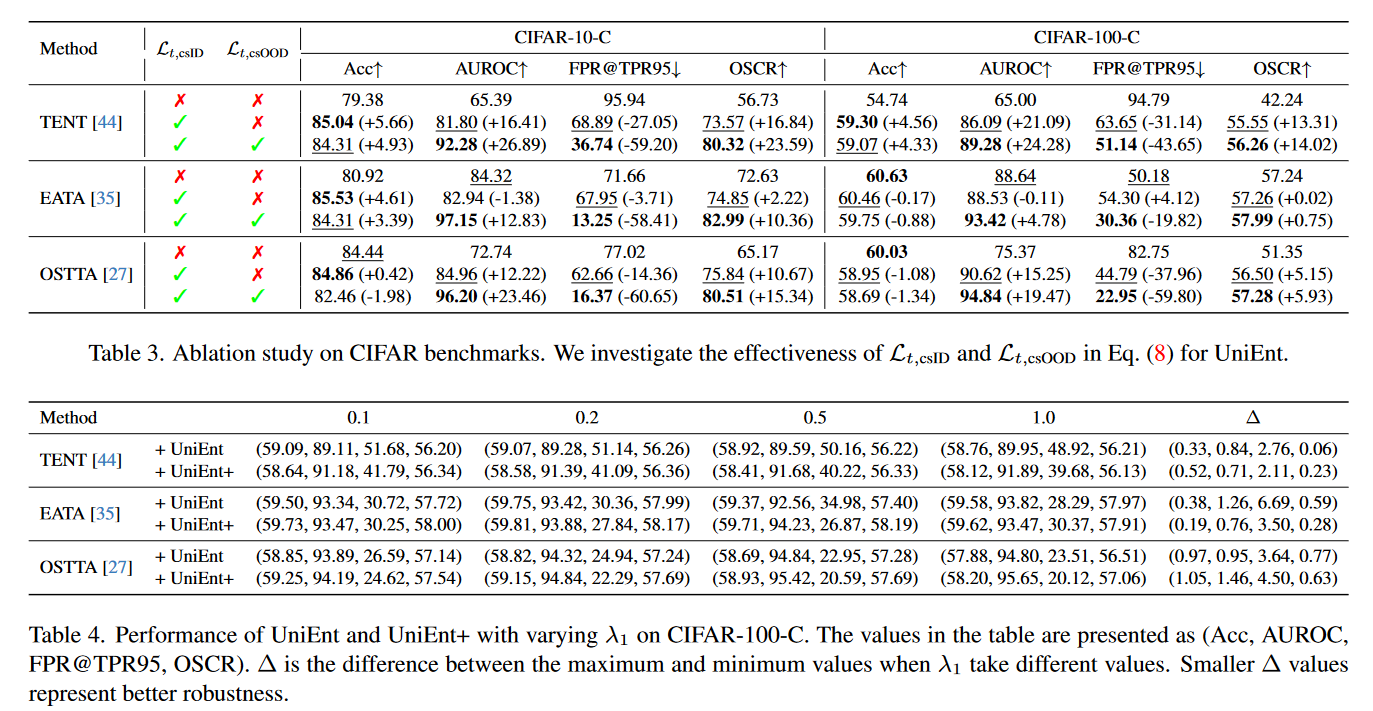 Method 𝓛t,csID 𝓛t,csOOD CIFAR-10-C CIFAR-100-C
Acc↑ AUROC↑ FPR@TPR95↓ OSCR↑ Acc↑ AUROC↑ FPR@TPR95↓ OSCR↑
✗ ✗ 79.38 65.39 95.94 56.73 54.74 65.00 94.79 42.24
TENT [44] ✓ ✗ 85.04 (+5.66) 81.80 (+16.41) 68.89 (-27.05) 73.57 (+16.84) 59.30 (+4.56) 86.09 (+21.09) 63.65 (-31.14) 55.55 (+13.31)
✓ ✓ 84.31 (+4.93) 92.28 (+26.89) 36.74 (-59.20) 80.32 (+23.59) 59.07 (+4.33) 89.28 (+24.28) 51.14 (-43.65) 56.26 (+14.02)
✗ ✗ 80.92 84.32 71.66 72.63 60.63 88.64 50.18 57.24
EATA [35] ✓ ✗ 85.53 (+4.61) 82.94 (-1.38) 67.95 (-3.71) 74.85 (+2.22) 60.46 (-0.17) 88.53 (-0.11) 54.30 (+4.12) 57.26 (+0.02)
✓ ✓ 84.31 (+3.39) 97.15 (+12.83) 13.25 (-58.41) 82.99 (+10.36) 59.75 (-0.88) 93.42 (+4.78) 30.36 (-19.82) 57.99 (+0.75)
✗ ✗ 84.44 72.74 77.02 65.17 60.03 75.37 82.75 51.35
OSTTA [27] ✓ ✗ 84.86 (+0.42) 84.96 (+12.22) 62.66 (-14.36) 75.84 (+10.67) 58.95 (-1.08) 90.62 (+15.25) 44.79 (-37.96) 56.50 (+5.15)
✓ ✓ 82.46 (-1.98) 96.20 (+23.46) 16.37 (-60.65) 80.51 (+15.34) 58.69 (-1.34) 94.84 (+19.47) 22.95 (-59.80) 57.28 (+5.93)
Table 3. Ablation study on CIFAR benchmarks. We investigate the effectiveness of 𝓛t,csID and 𝓛t,csOOD in Eq. (8) for UniEnt.
Method 0.1 0.2 0.5 1.0 Δ
TENT [44] + UniEnt (59.09, 89.11, 51.68, 56.20) (59.07, 89.28, 51.14, 56.26) (58.92, 89.59, 50.16, 56.22) (58.76, 89.95, 48.92, 56.21) (0.33, 0.84, 2.76, 0.06)
+ UniEnt+ (58.64, 91.18, 41.79, 56.34) (58.58, 91.39, 41.09, 56.36) (58.41, 91.68, 40.22, 56.33) (58.12, 91.89, 39.68, 56.13) (0.52, 0.71, 2.11, 0.23)
EATA [35] + UniEnt (59.50, 93.34, 30.72, 57.72) (59.75, 93.42, 30.36, 57.99) (59.37, 92.56, 34.98, 57.40) (59.58, 93.82, 28.29, 57.97) (0.38, 1.26, 6.69, 0.59)
+ UniEnt+ (59.73, 93.47, 30.25, 58.00) (59.81, 93.88, 27.84, 58.17) (59.71, 94.23, 26.87, 58.19) (59.62, 93.47, 30.37, 57.91) (0.19, 0.76, 3.50, 0.28)
OSTTA [27] + UniEnt (58.85, 93.89, 26.59, 57.14) (58.82, 94.32, 24.94, 57.24) (58.69, 94.84, 22.95, 57.28) (57.88, 94.80, 23.51, 56.51) (0.97, 0.95, 3.64, 0.77)
+ UniEnt+ (59.25, 94.19, 24.62, 57.54) (59.15, 94.84, 22.29, 57.69) (58.93, 95.42, 20.59, 57.69) (58.20, 95.65, 20.12, 57.06) (1.05, 1.46, 4.50, 0.63)
Table 4. Performance of UniEnt and UniEnt+ with varying λ1 on CIFAR-100-C. The values in the table are presented as (Acc, AUROC,
FPR@TPR95, OSCR). Δ is the difference between the maximum and minimum values when λ1 take different values. Smaller Δ values
represent better robustness.